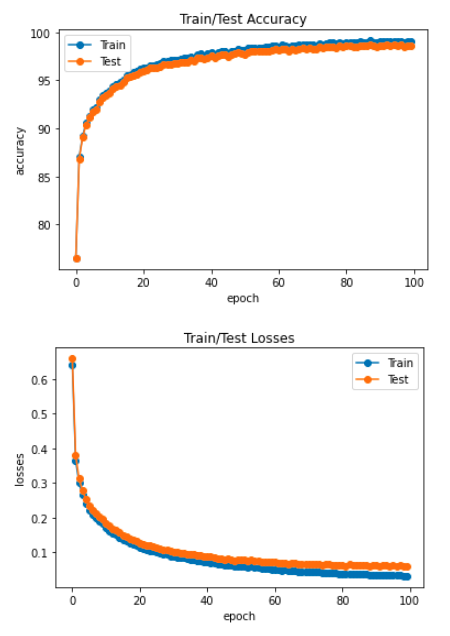 Train/Test Accuracy
100
95
90
85
80
accuracy
Train
Test
0
20
40
60
80
100
epoch
Train/Test Losses
0.6
0.5
0.4
0.3
0.2
0.1
losses
Train
Test
0
20
40
60
80
100
epoch